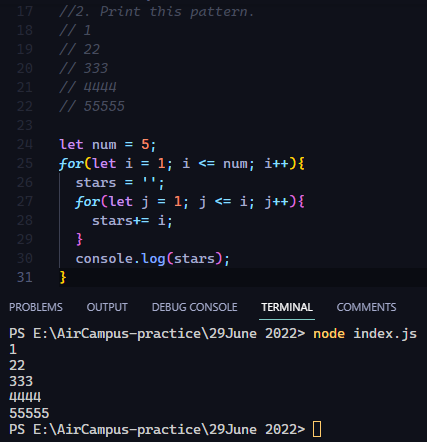 17 //2. Print this pattern.
18 // 1
19 // 22
20 // 333
21 // 4444
22 // 55555
23
24 let num = 5;
25 for(let i = 1; i <= num; i++){
26 stars = '';
27 for(let j = 1; j <= i; j++){
28 stars+= i;
29 }
30 console.log(stars);
31 }
PROBLEMS OUTPUT DEBUG CONSOLE TERMINAL COMMENTS
PS E:\AirCampus-practice\29June 2022> node index.js
1
22
333
4444
55555
PS E:\AirCampus-practice\29June 2022>